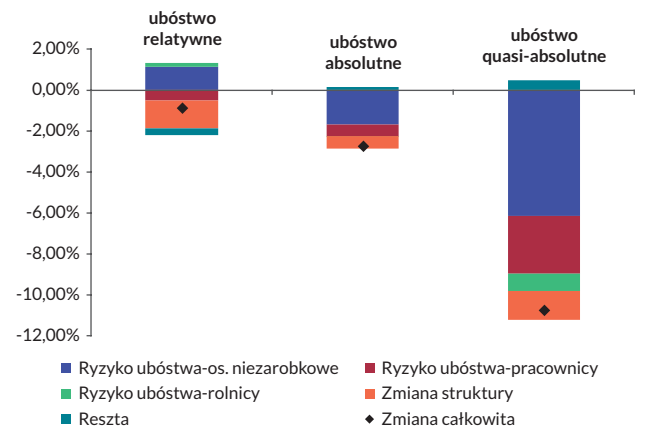 ubóstwo
relatywne
ubóstwo
absolutne
ubóstwo
quasi-absolutne
2,00%
0,00%
-2,00%
-4,00%
-6,00%
-8,00%
-10,00%
-12,00%
Ryzyko ubóstwa-os. niezarobkowe
Ryzyko ubóstwa-pracownicy
Ryzyko ubóstwa-rolnicy
Zmiana struktury
Reszta
Zmiana całkowita